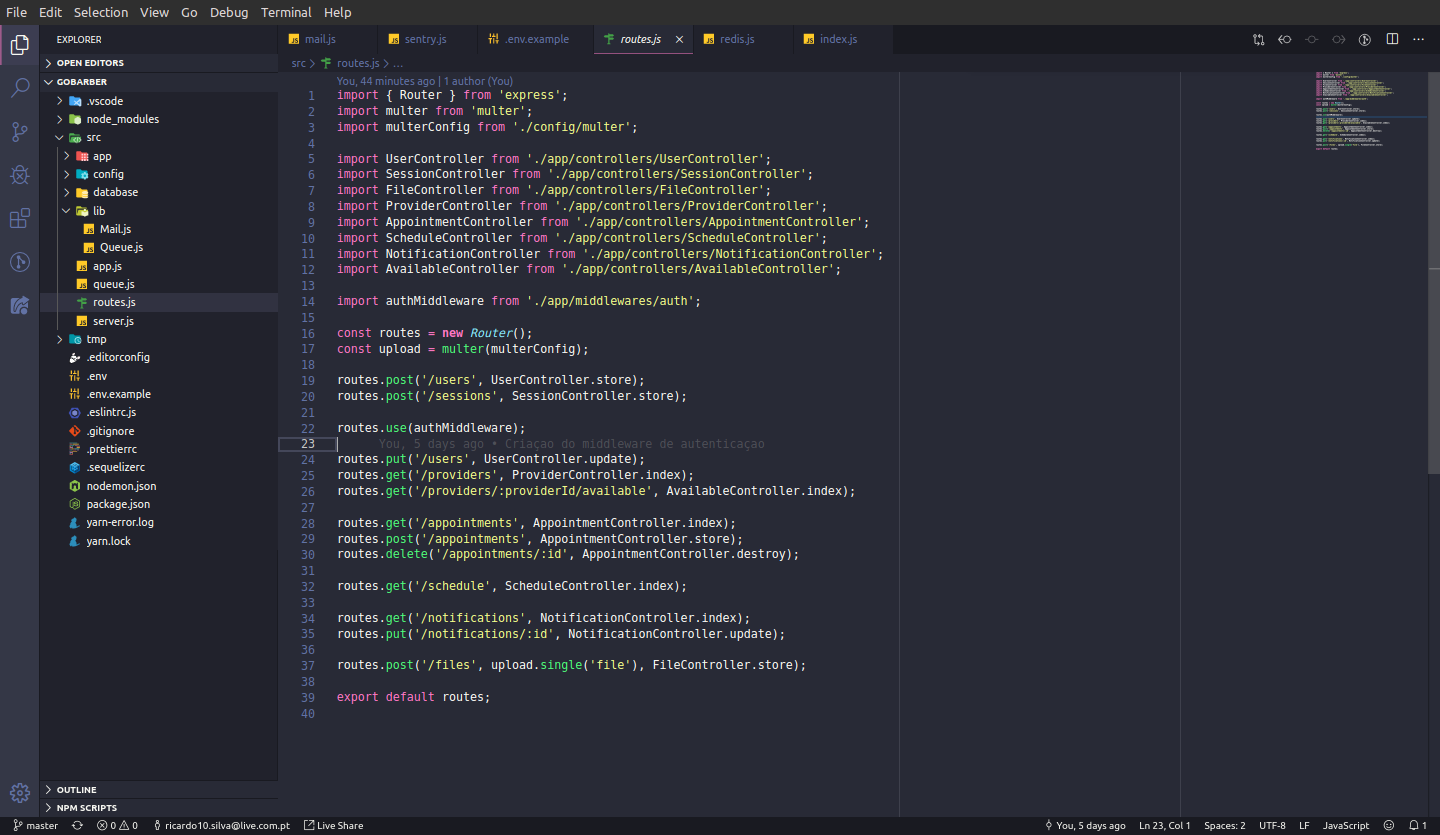 File Edit Selection View Go Debug Terminal Help
EXPLORER
OPEN EDITORS
GOBARBER
.vscode
node_modules
src
app
config
database
lib
Mail.js
Queue.js
app.js
queue.js
routes.js
server.js
tmp
.editorconfig
.env
.env.example
.eslintrc.js
.gitignore
.prettierrc
.sequelizerc
nodemon.json
package.json
yarn-error.log
yarn.lock
OUTLINE
NPM SCRIPTS
mail.js sentry.js .env.example routes.js redis.js index.js
src > routes.js > ...
You, 44 minutes ago | 1 author (You)
1 import { Router } from 'express';
2 import multer from 'multer';
3 import multerConfig from './config/multer';
4
5 import UserController from './app/controllers/UserController';
6 import SessionController from './app/controllers/SessionController';
7 import FileController from './app/controllers/FileController';
8 import ProviderController from './app/controllers/ProviderController';
9 import AppointmentController from './app/controllers/AppointmentController';
10 import ScheduleController from './app/controllers/ScheduleController';
11 import NotificationController from './app/controllers/NotificationController';
12 import AvailableController from './app/controllers/AvailableController';
13
14 import authMiddleware from './app/middlewares/auth';
15
16 const routes = new Router();
17 const upload = multer(multerConfig);
18
19 routes.post('/users', UserController.store);
20 routes.post('/sessions', SessionController.store);
21
22 routes.use(authMiddleware);
23 You, 5 days ago • Criaçao do middleware de autenticaçao
24 routes.put('/users', UserController.update);
25 routes.get('/providers', ProviderController.index);
26 routes.get('/providers/:providerId/available', AvailableController.index);
27
28 routes.get('/appointments', AppointmentController.index);
29 routes.post('/appointments', AppointmentController.store);
30 routes.delete('/appointments/:id', AppointmentController.destroy);
31
32 routes.get('/schedule', ScheduleController.index);
33
34 routes.get('/notifications', NotificationController.index);
35 routes.put('/notifications/:id', NotificationController.update);
36
37 routes.post('/files', upload.single('file'), FileController.store);
38
39 export default routes;
40
master 0 0 ricardo10.silva@live.com.pt Live Share You, 5 days ago Ln 23, Col 1 Spaces: 2 UTF-8 LF JavaScript 1